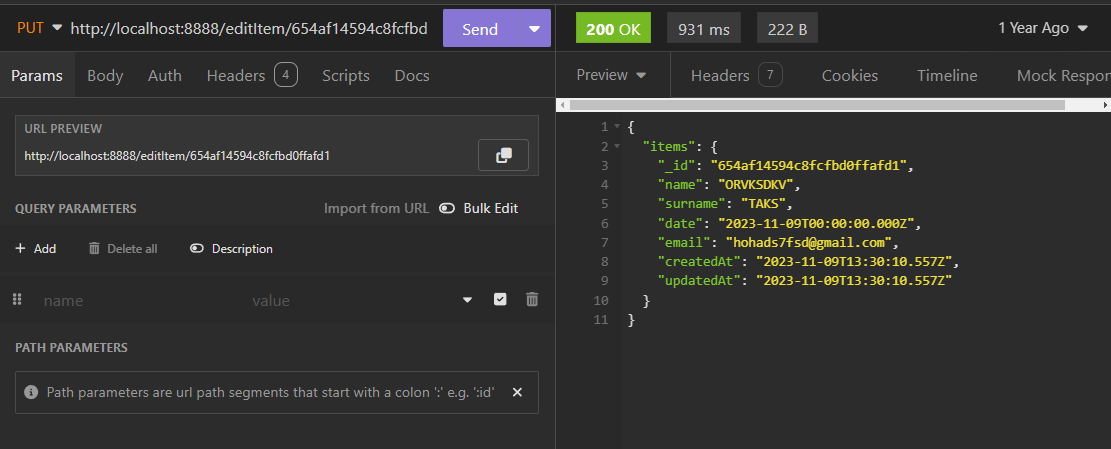 PUT http://localhost:8888/editItem/654af14594c8fcfbd Send
Params Body Auth Headers 4 Scripts Docs
URL PREVIEW
http://localhost:8888/editItem/654af14594c8fcfbd0ffafd1
QUERY PARAMETERS Import from URL Bulk Edit
+ Add Delete all Description
name value
PATH PARAMETERS
Path parameters are url path segments that start with a colon ':' e.g. ':id'
200 OK 931 ms 222 B 1 Year Ago
Preview Headers 7 Cookies Timeline Mock Respor
1 {
2 "items": {
3 "_id": "654af14594c8fcfbd0ffafd1",
4 "name": "ORVKSDKV",
5 "surname": "TAKS",
6 "date": "2023-11-09T00:00:00.000Z",
7 "email": "hohads7fsd@gmail.com",
8 "createdAt": "2023-11-09T13:30:10.557Z",
9 "updatedAt": "2023-11-09T13:30:10.557Z"
10 }
11 }